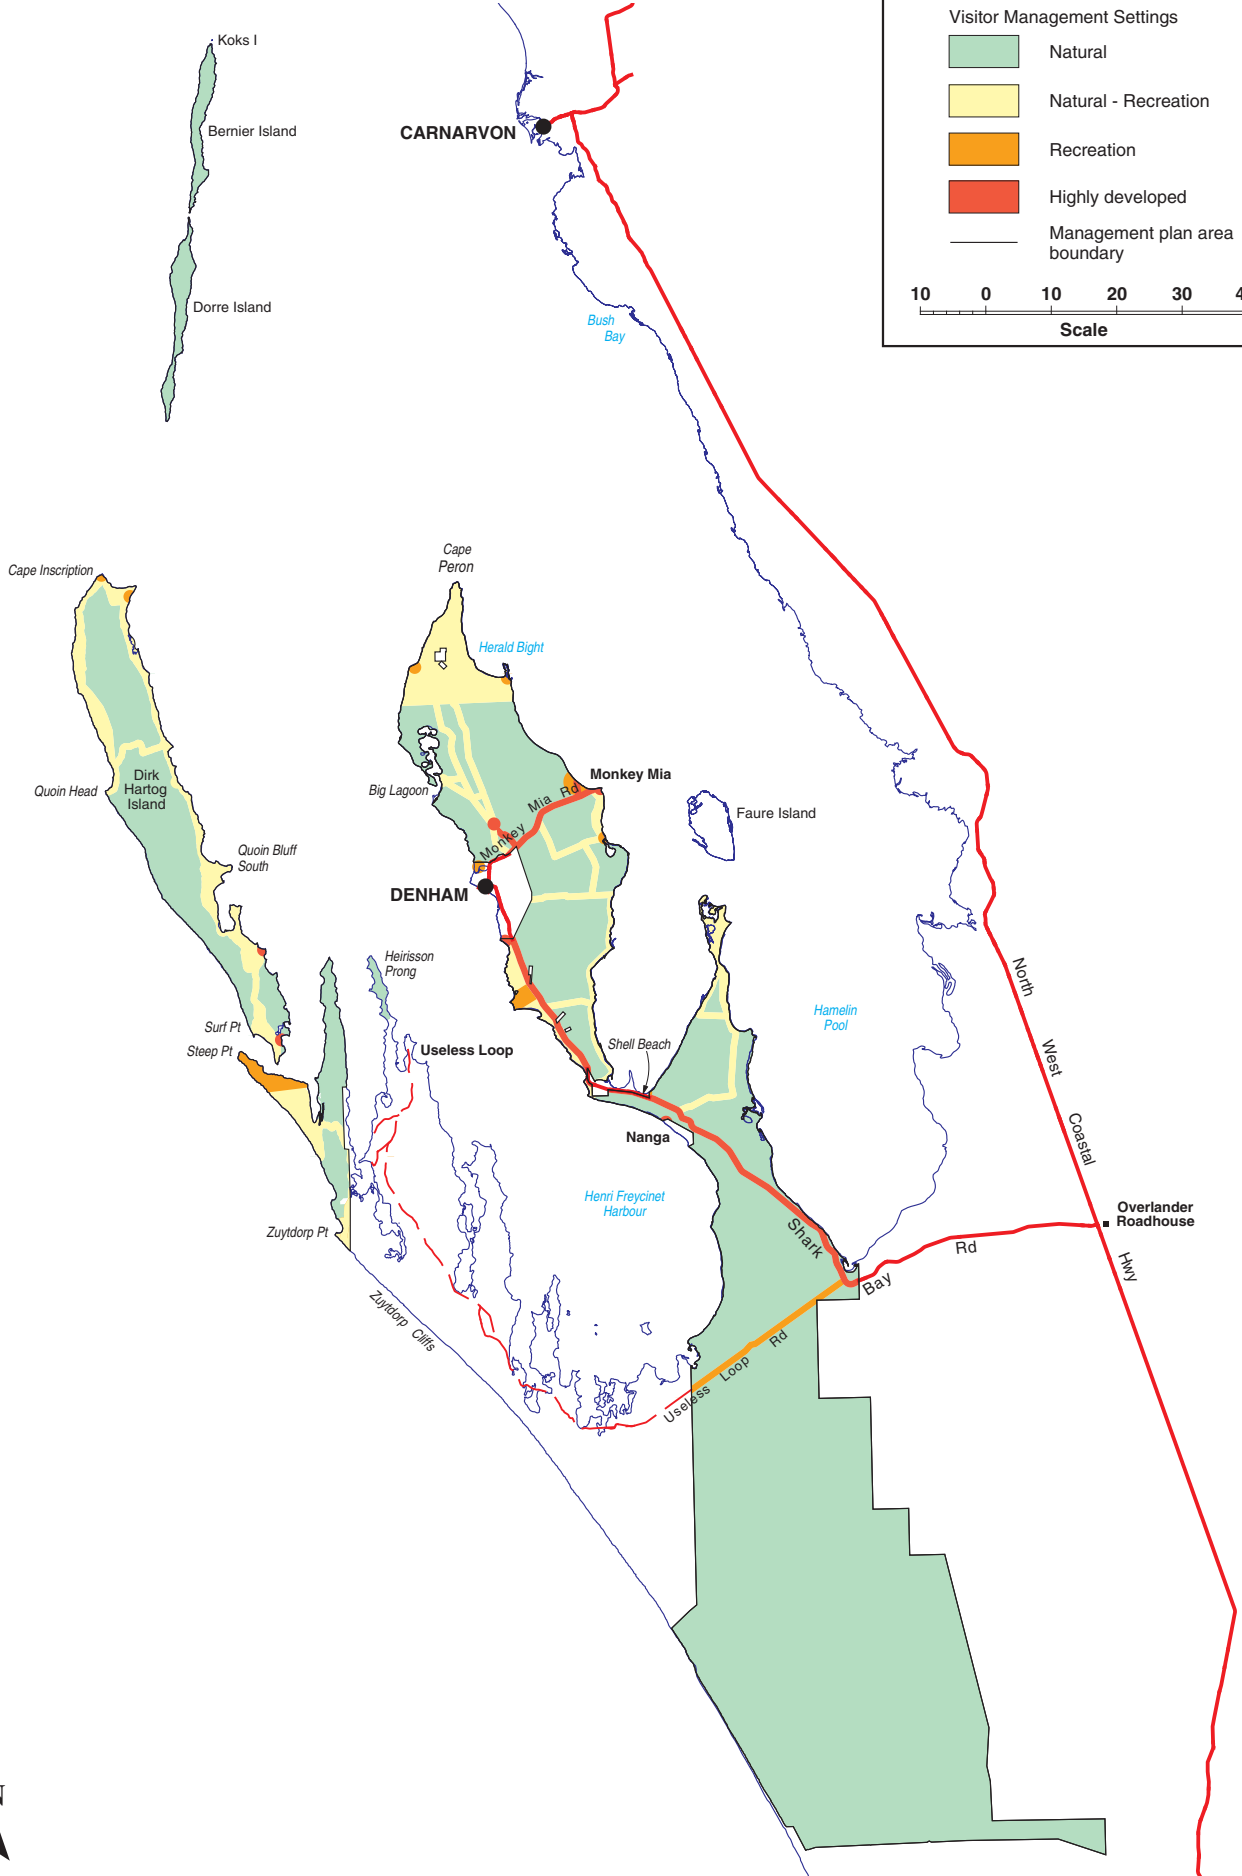 Visitor Management Settings
Natural
Natural - Recreation
Recreation
Highly developed
Management plan area
boundary
10 0 10 20 30 4
Scale
Koks I
Bernier Island
CARNARVON
Dorre Island
Bush
Bay
Cape
Peron
Cape Inscription
Herald Bight
Monkey Mia
Dirk
Hartog
Island
Quoin Head
Big Lagoon
Monkey Mia Rd
Faure Island
Quoin Bluff
South
DENHAM
Heirisson
Prong
North West Coastal Hwy
Hamelin
Pool
Surf Pt
Steep Pt
Useless Loop
Shell Beach
Nanga
Henri Freycinet
Harbour
Overlander
Roadhouse
Zuytdorp Pt
Shark Bay Rd
Zuytdorp Cliffs
Useless Loop Rd